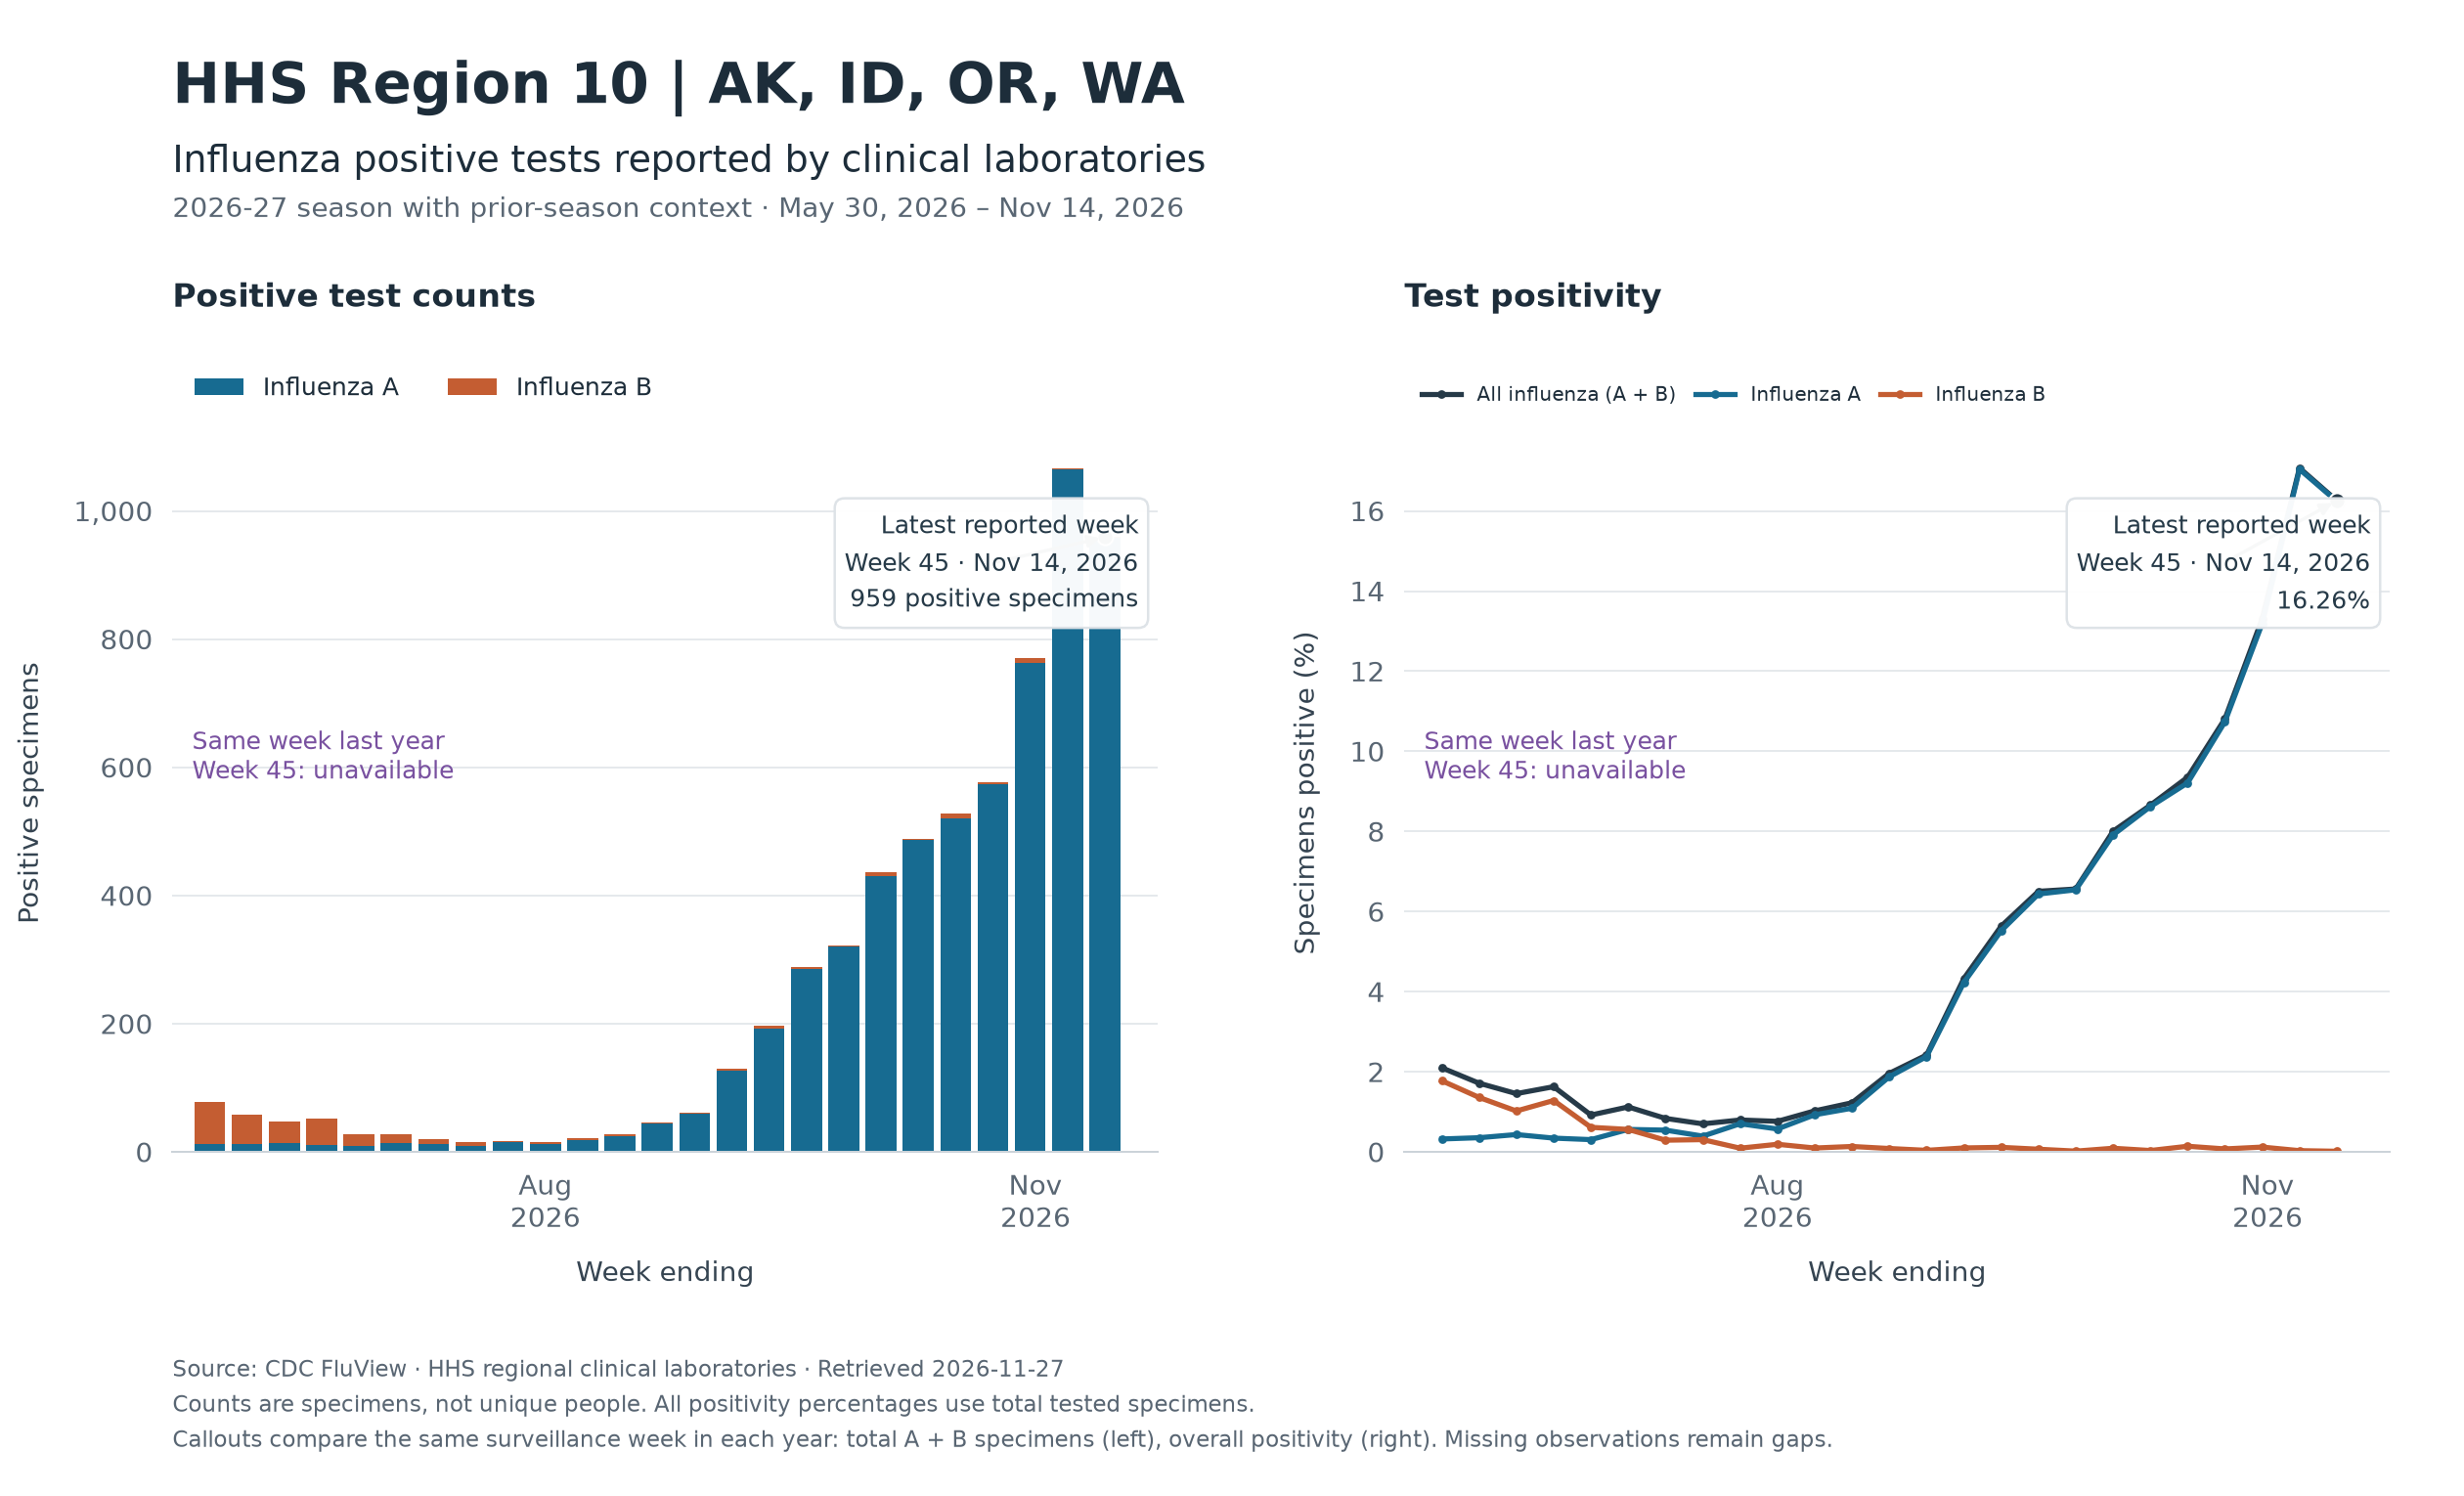 HHS Region 10 | AK, ID, OR, WA
Influenza positive tests reported by clinical laboratories
2026-27 season with prior-season context · May 30, 2026 – Nov 14, 2026
Positive test counts
Influenza A
Influenza B
1,000
800
600
400
200
0
Positive specimens
Latest reported week
Week 45 · Nov 14, 2026
959 positive specimens
Same week last year
Week 45: unavailable
Aug
2026
Nov
2026
Week ending
Test positivity
All influenza (A + B)
Influenza A
Influenza B
16
14
12
10
8
6
4
2
0
Specimens positive (%)
Latest reported week
Week 45 · Nov 14, 2026
16.26%
Same week last year
Week 45: unavailable
Aug
2026
Nov
2026
Week ending
Source: CDC FluView · HHS regional clinical laboratories · Retrieved 2026-11-27
Counts are specimens, not unique people. All positivity percentages use total tested specimens.
Callouts compare the same surveillance week in each year: total A + B specimens (left), overall positivity (right). Missing observations remain gaps.